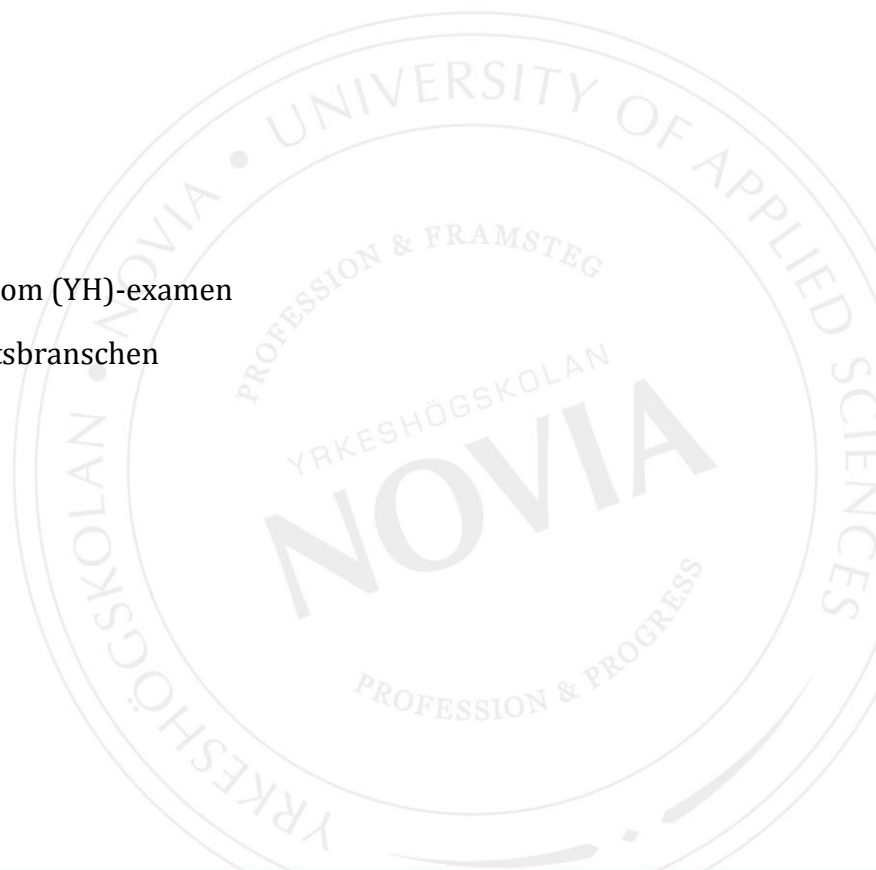 om (YH)-examen
tsbranschen
YRKESHÖGSKOLAN • NOVIA • UNIVERSITY OF APPLIED SCIENCES
PROFESSION & FRAMSTEG
YRKESHÖGSKOLAN
NOVIA
PROFESSION & PROGRESS